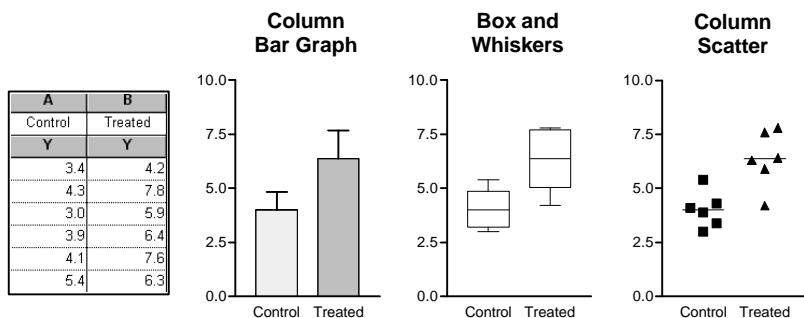 A B
Control Treated
Y Y
3.4 4.2
4.3 7.8
3.0 5.9
3.9 6.4
4.1 7.6
5.4 6.3
Column
Bar Graph
10.0
7.5
5.0
2.5
0.0
Control Treated
Box and
Whiskers
10.0
7.5
5.0
2.5
0.0
Control Treated
Column
Scatter
10.0
7.5
5.0
2.5
0.0
Control Treated